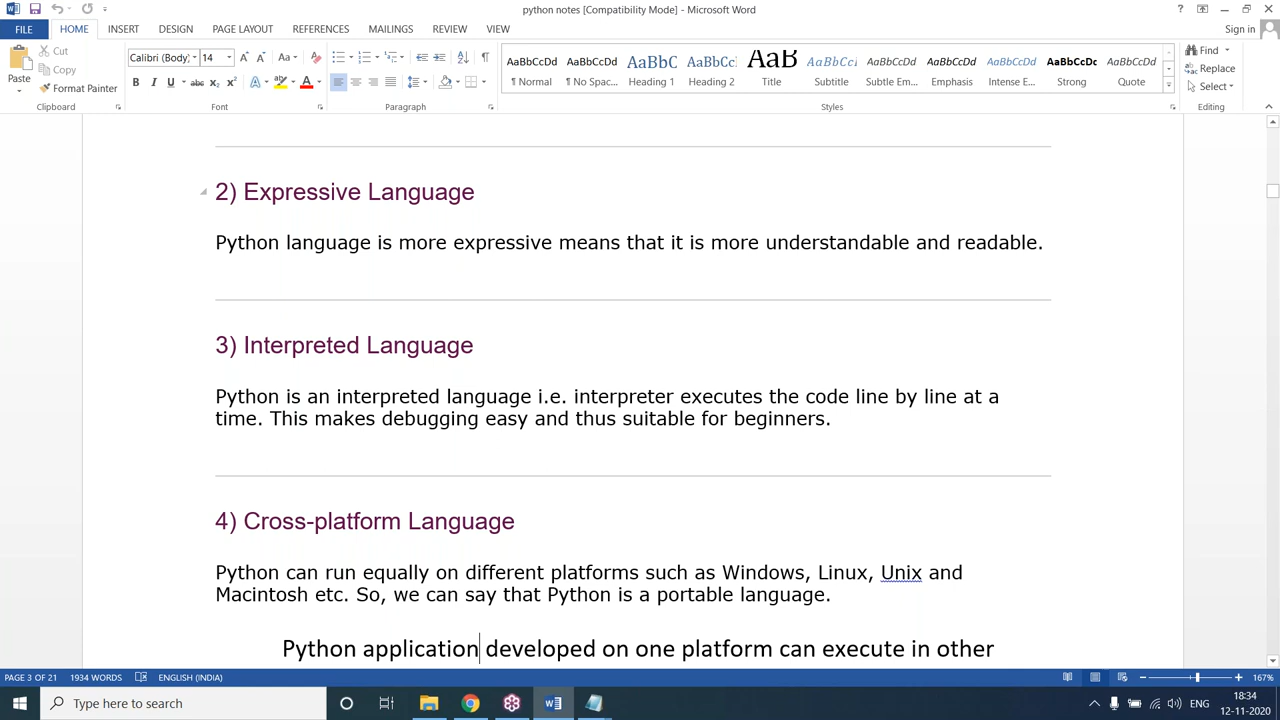 python notes [Compatibility Mode] - Microsoft Word
?
FILE HOME INSERT DESIGN PAGE LAYOUT REFERENCES MAILINGS REVIEW VIEW Sign in
Paste
Cut
Copy
Format Painter
Clipboard
Calibri (Body) 14 Aa
B I U abc x₂ x² A ab A
Font
Paragraph
AaBbCcDd AaBbCcDd AaBbC AaBbCc AaB AaBbCcI AaBbCcDd AaBbCcDd AaBbCcDd AaBbCcDc AaBbCcDd
¶ Normal ¶ No Spac... Heading 1 Heading 2 Title Subtitle Subtle Em... Emphasis Intense E... Strong Quote
Styles
Find
Replace
Select
Editing
2) Expressive Language
Python language is more expressive means that it is more understandable and readable.
3) Interpreted Language
Python is an interpreted language i.e. interpreter executes the code line by line at a
time. This makes debugging easy and thus suitable for beginners.
4) Cross-platform Language
Python can run equally on different platforms such as Windows, Linux, Unix and
Macintosh etc. So, we can say that Python is a portable language.
Python application developed on one platform can execute in other
PAGE 3 OF 21 1934 WORDS ENGLISH (INDIA) 167%
Type here to search
ENG
18:34
12-11-2020